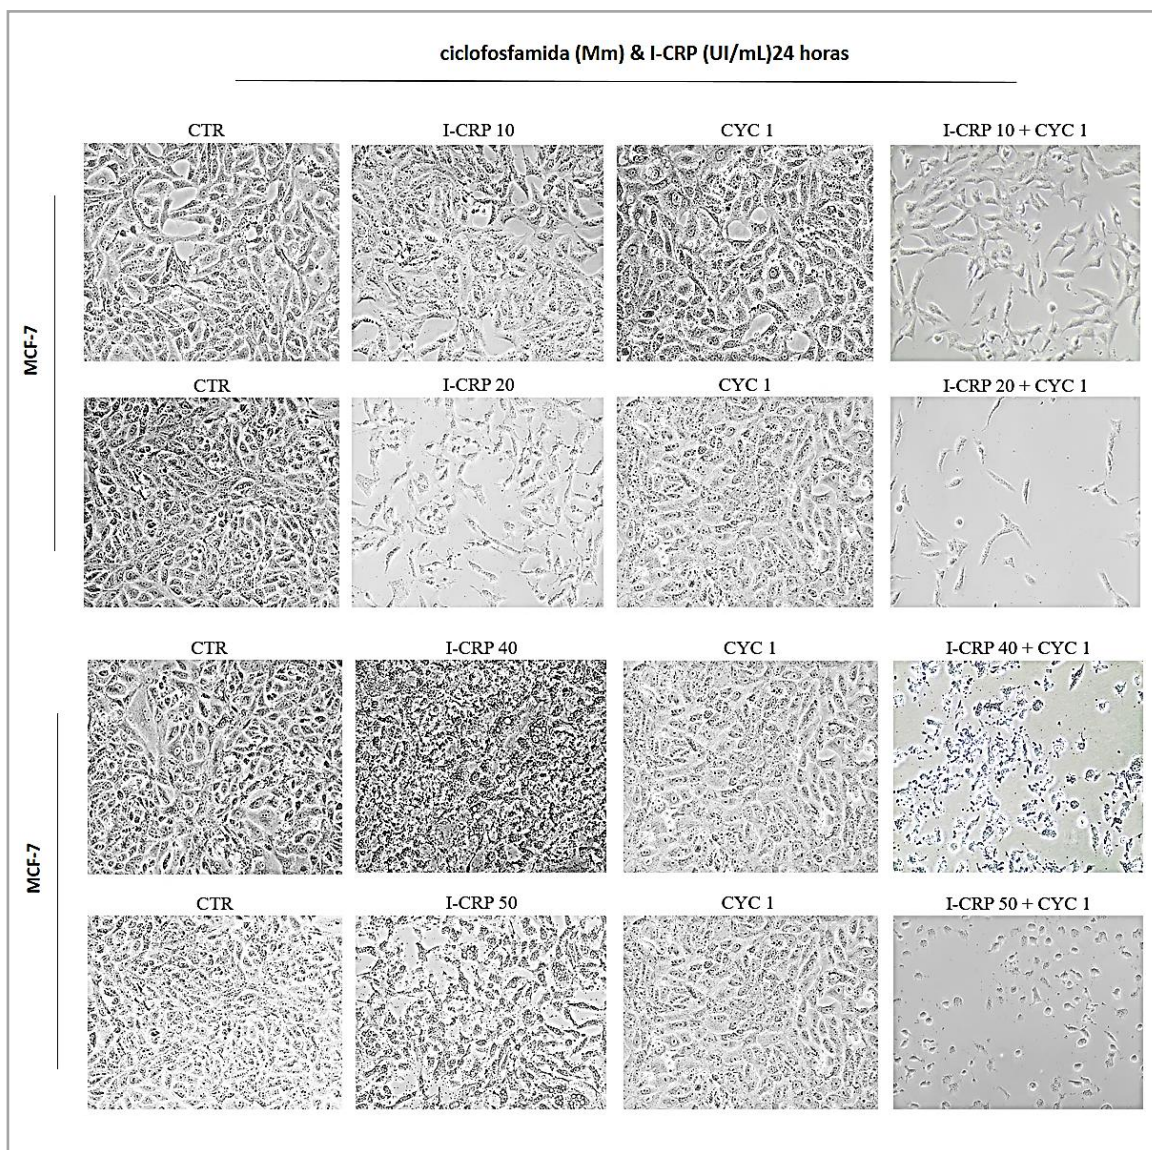 ciclofosfamida (Mm) & I-CRP (UI/mL)24 horas
CTR
I-CRP 10
CYC 1
I-CRP 10 + CYC 1
MCF-7
CTR
I-CRP 20
CYC 1
I-CRP 20 + CYC 1
CTR
I-CRP 40
CYC 1
I-CRP 40 + CYC 1
MCF-7
CTR
I-CRP 50
CYC 1
I-CRP 50 + CYC 1